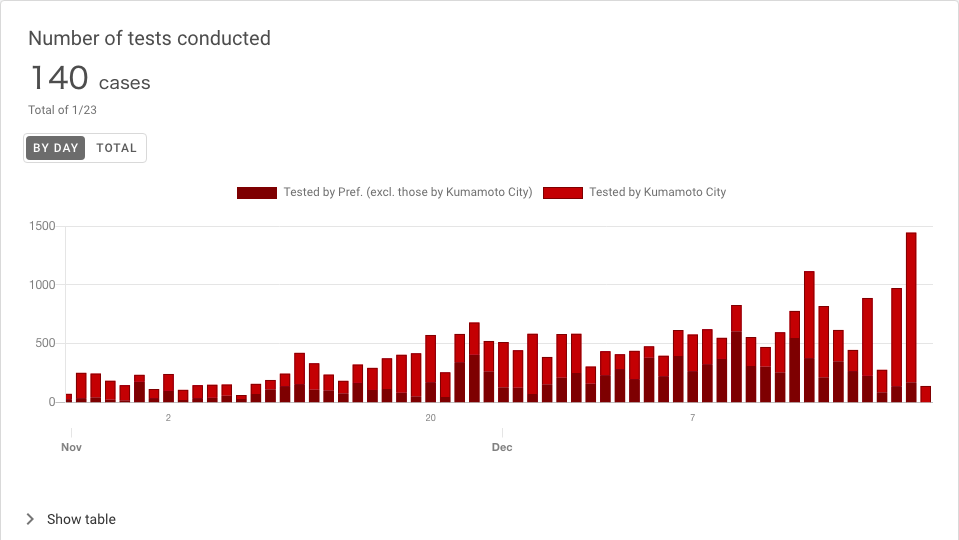 Number of tests conducted
140 cases
Total of 1/23
BY DAY TOTAL
Tested by Pref. (excl. those by Kumamoto City) Tested by Kumamoto City
1500
1000
500
0
2 20 7
Nov Dec
Show table